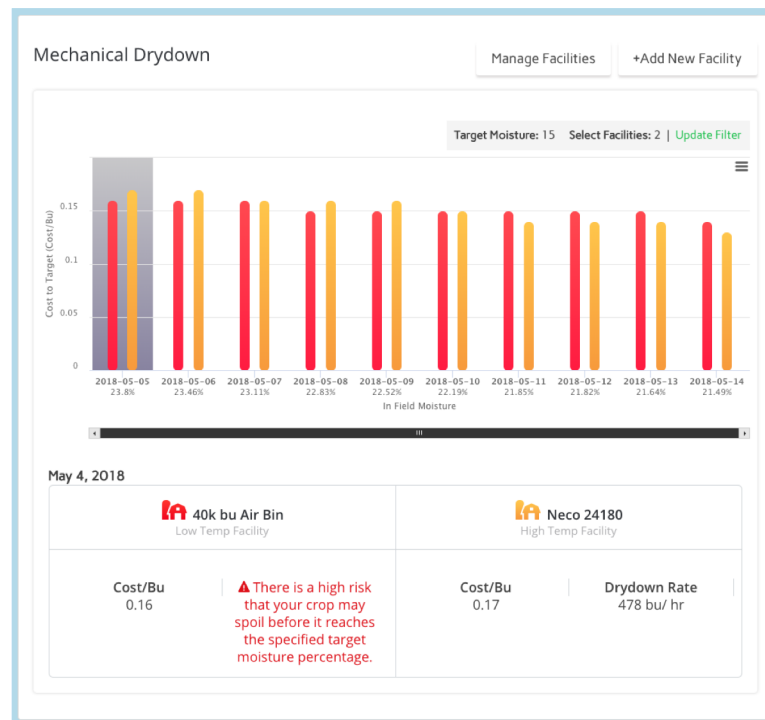 Mechanical Drydown
Manage Facilities
+Add New Facility
Target Moisture: 15 Select Facilities: 2 | Update Filter
Cost to Target (Cost/Bu)
0.15
0.1
0.05
0
2018-05-05 2018-05-06 2018-05-07 2018-05-08 2018-05-09 2018-05-10 2018-05-11 2018-05-12 2018-05-13 2018-05-14
23.8% 23.46% 23.11% 22.83% 22.52% 22.19% 21.85% 21.82% 21.64% 21.49%
In Field Moisture
May 4, 2018
40k bu Air Bin
Low Temp Facility
Neco 24180
High Temp Facility
Cost/Bu
0.16
There is a high risk
that your crop may
spoil before it reaches
the specified target
moisture percentage.
Cost/Bu
0.17
Drydown Rate
478 bu/ hr